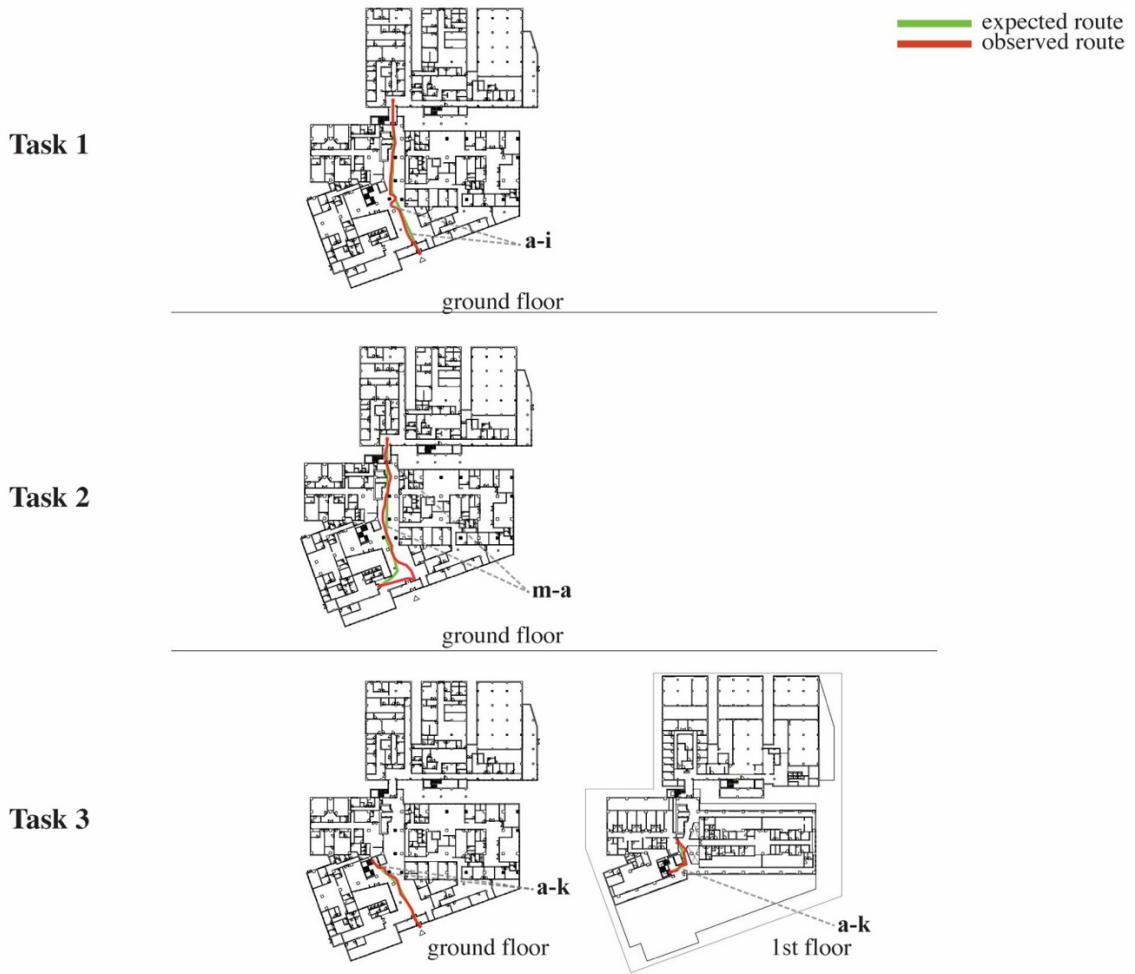 expected route
observed route
Task 1
a-i
ground floor
Task 2
m-a
ground floor
Task 3
a-k
ground floor
a-k
1st floor